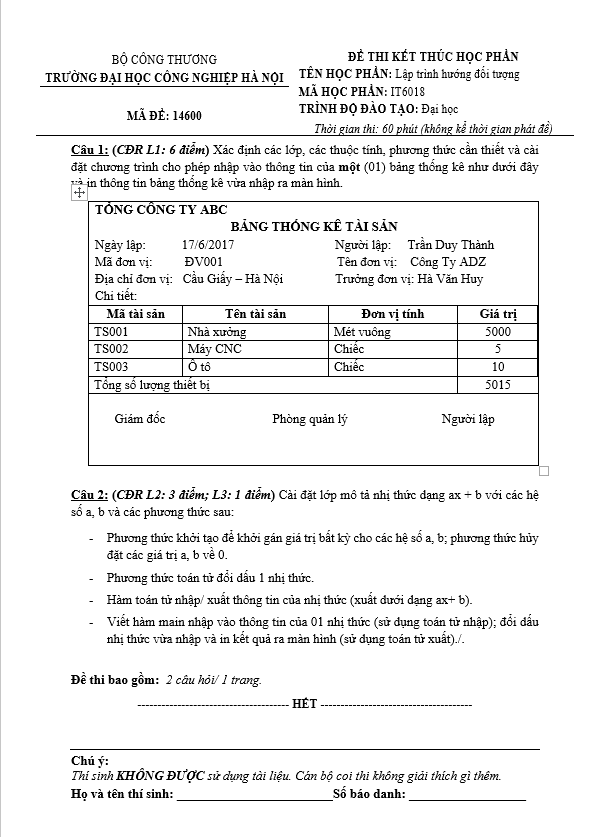 BỘ CÔNG THƯƠNG
TRƯỜNG ĐẠI HỌC CÔNG NGHIỆP HÀ NỘI
MÃ ĐỀ: 14600
ĐỀ THI KẾT THÚC HỌC PHẦN
TÊN HỌC PHẦN: Lập trình hướng đối tượng
MÃ HỌC PHẦN: IT6018
TRÌNH ĐỘ ĐÀO TẠO: Đại học
Thời gian thi: 60 phút (không kể thời gian phát đề)
Câu 1: (CĐR L1: 6 điểm) Xác định các lớp, các thuộc tính, phương thức cần thiết và cài
đặt chương trình cho phép nhập vào thông tin của một (01) bảng thống kê như dưới đây
và in thông tin bảng thống kê vừa nhập ra màn hình.
TỔNG CÔNG TY ABC
BẢNG THỐNG KÊ TÀI SẢN
Ngày lập: 17/6/2017 Người lập: Trần Duy Thành
Mã đơn vị: ĐV001 Tên đơn vị: Công Ty ADZ
Địa chỉ đơn vị: Cầu Giấy – Hà Nội Trưởng đơn vị: Hà Văn Huy
Chi tiết:
Mã tài sản Tên tài sản Đơn vị tính Giá trị
TS001 Nhà xưởng Mét vuông 5000
TS002 Máy CNC Chiếc 5
TS003 Ô tô Chiếc 10
Tổng số lượng thiết bị 5015
Giám đốc Phòng quản lý Người lập
Câu 2: (CĐR L2: 3 điểm; L3: 1 điểm) Cài đặt lớp mô tả nhị thức dạng ax + b với các hệ
số a, b và các phương thức sau:
- Phương thức khởi tạo để khởi gán giá trị bất kỳ cho các hệ số a, b; phương thức hủy
đặt các giá trị a, b về 0.
- Phương thức toán tử đổi dấu 1 nhị thức.
- Hàm toán tử nhập/ xuất thông tin của nhị thức (xuất dưới dạng ax+ b).
- Viết hàm main nhập vào thông tin của 01 nhị thức (sử dụng toán tử nhập); đổi dấu
nhị thức vừa nhập và in kết quả ra màn hình (sử dụng toán tử xuất)./.
Đề thi bao gồm: 2 câu hỏi/ 1 trang.
-------------------------------------- HẾT --------------------------------------
Chú ý:
Thí sinh KHÔNG ĐƯỢC sử dụng tài liệu. Cán bộ coi thi không giải thích gì thêm.
Họ và tên thí sinh: _________________________Số báo danh: ___________________